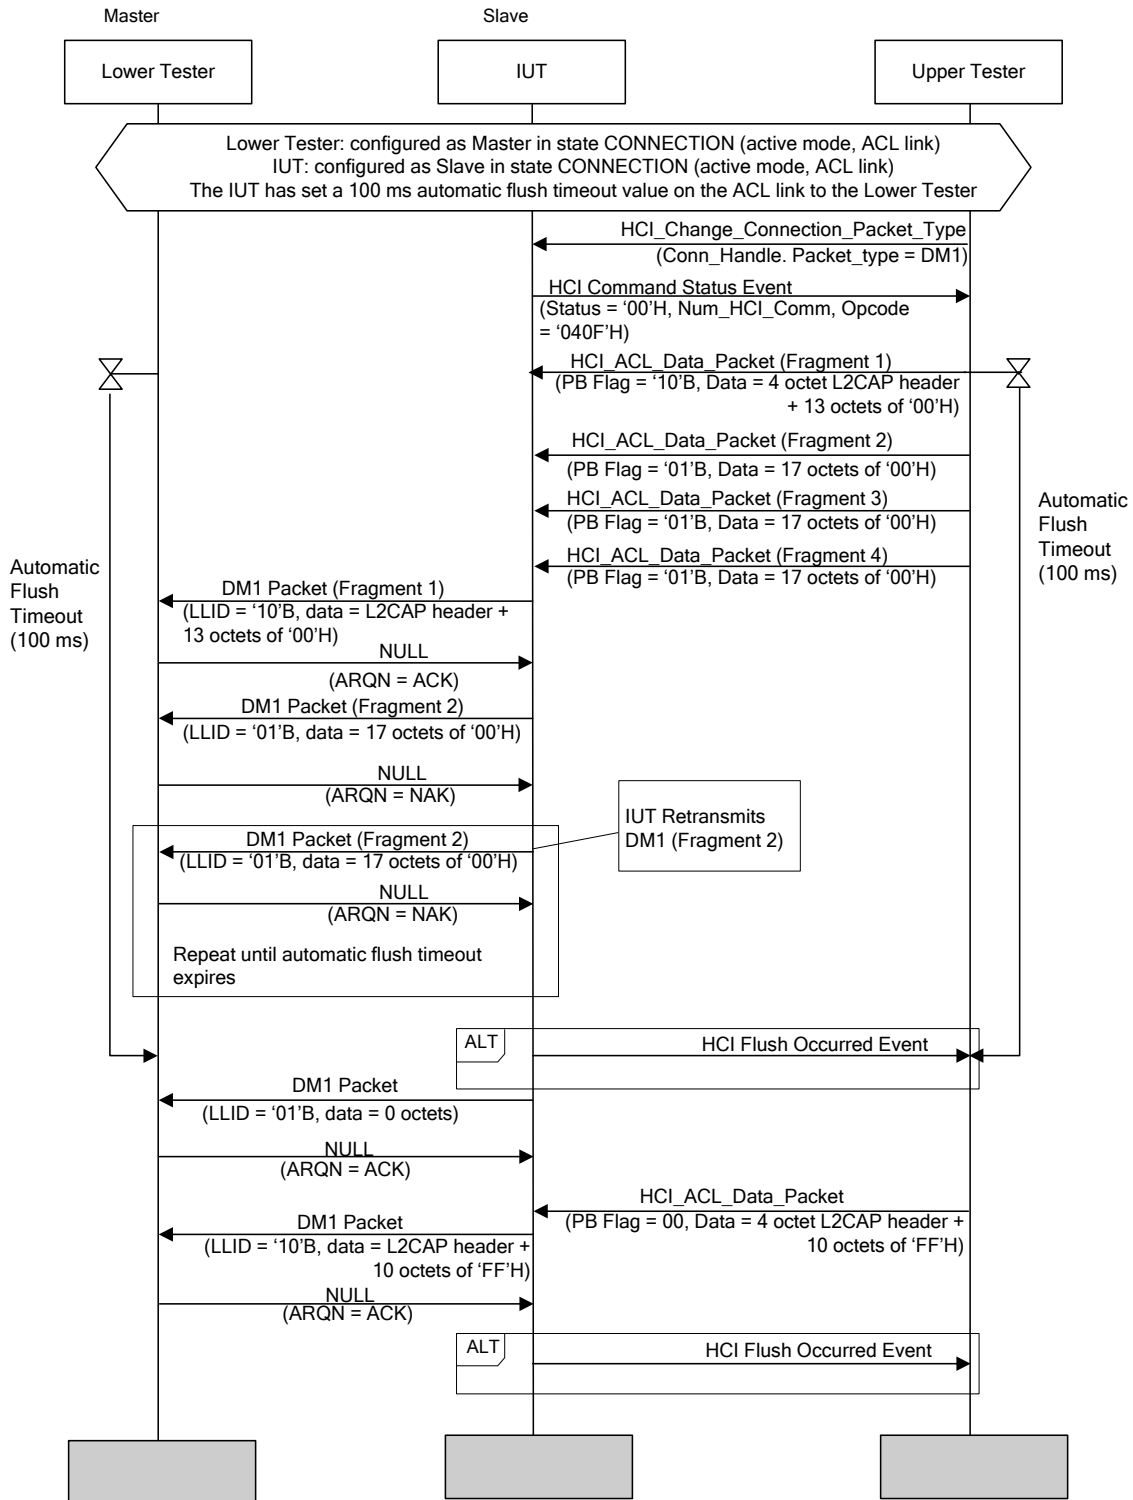 Master
Slave
Lower Tester
IUT
Upper Tester
Lower Tester: configured as Master in state CONNECTION (active mode, ACL link)
IUT: configured as Slave in state CONNECTION (active mode, ACL link)
The IUT has set a 100 ms automatic flush timeout value on the ACL link to the Lower Tester
HCI_Change_Connection_Packet_Type
(Conn_Handle. Packet_type = DM1)
HCI Command Status Event
(Status = ‘00’H, Num_HCI_Comm, Opcode
= ‘040F’H)
HCI_ACL_Data_Packet (Fragment 1)
(PB Flag = ‘10’B, Data = 4 octet L2CAP header
+ 13 octets of ‘00’H)
HCI_ACL_Data_Packet (Fragment 2)
(PB Flag = ‘01’B, Data = 17 octets of ‘00’H)
HCI_ACL_Data_Packet (Fragment 3)
(PB Flag = ‘01’B, Data = 17 octets of ‘00’H)
HCI_ACL_Data_Packet (Fragment 4)
(PB Flag = ‘01’B, Data = 17 octets of ‘00’H)
Automatic
Flush
Timeout
(100 ms)
Automatic
Flush
Timeout
(100 ms)
DM1 Packet (Fragment 1)
(LLID = ‘10’B, data = L2CAP header +
13 octets of ‘00’H)
NULL
(ARQN = ACK)
DM1 Packet (Fragment 2)
(LLID = ‘01’B, data = 17 octets of ‘00’H)
NULL
(ARQN = NAK)
IUT Retransmits
DM1 (Fragment 2)
DM1 Packet (Fragment 2)
(LLID = ‘01’B, data = 17 octets of ‘00’H)
NULL
(ARQN = NAK)
Repeat until automatic flush timeout
expires
ALT
HCI Flush Occurred Event
DM1 Packet
(LLID = ‘01’B, data = 0 octets)
NULL
(ARQN = ACK)
HCI_ACL_Data_Packet
(PB Flag = 00, Data = 4 octet L2CAP header +
10 octets of ‘FF’H)
DM1 Packet
(LLID = ‘10’B, data = L2CAP header +
10 octets of ‘FF’H)
NULL
(ARQN = ACK)
ALT
HCI Flush Occurred Event